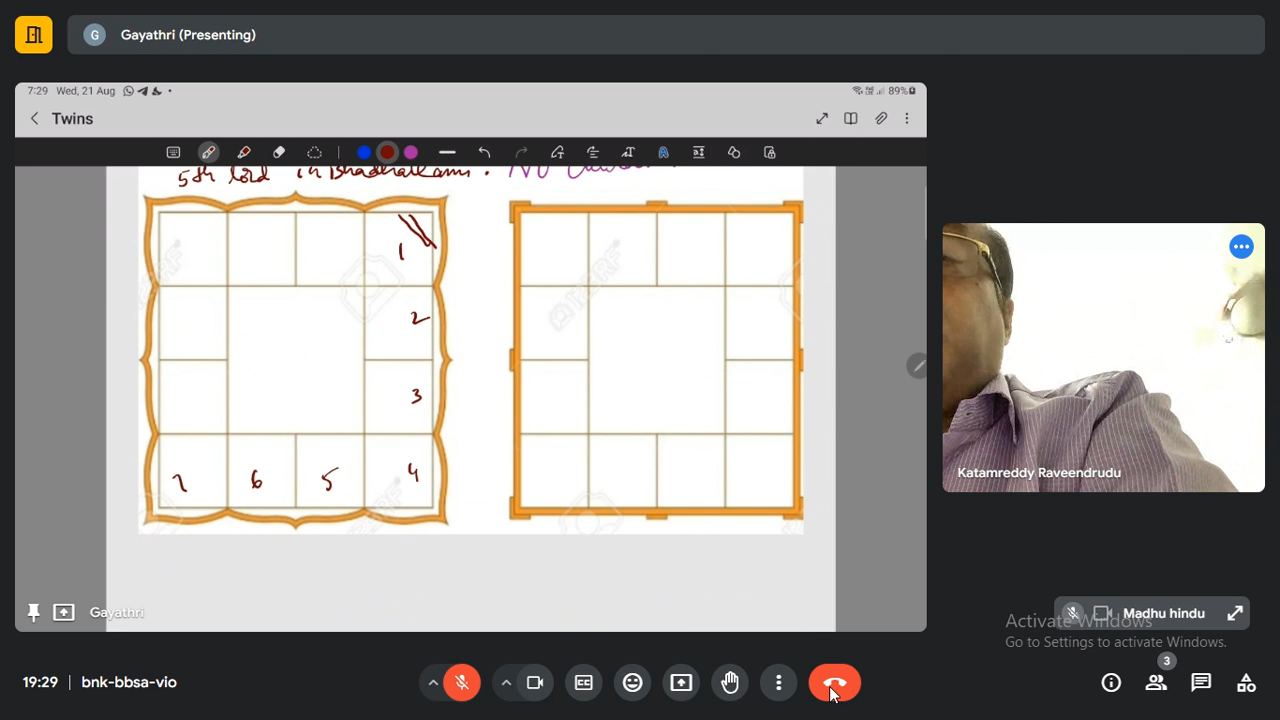 G Gayathri (Presenting)
7:29 Wed, 21 Aug 89%
Twins
5th lord in
1
2
3
7 6 5 4
Katamreddy Raveendrudu
Gayathri
Madhu hindu
Activate Windows
Go to Settings to activate Windows.
19:29 | bnk-bbsa-vio
3